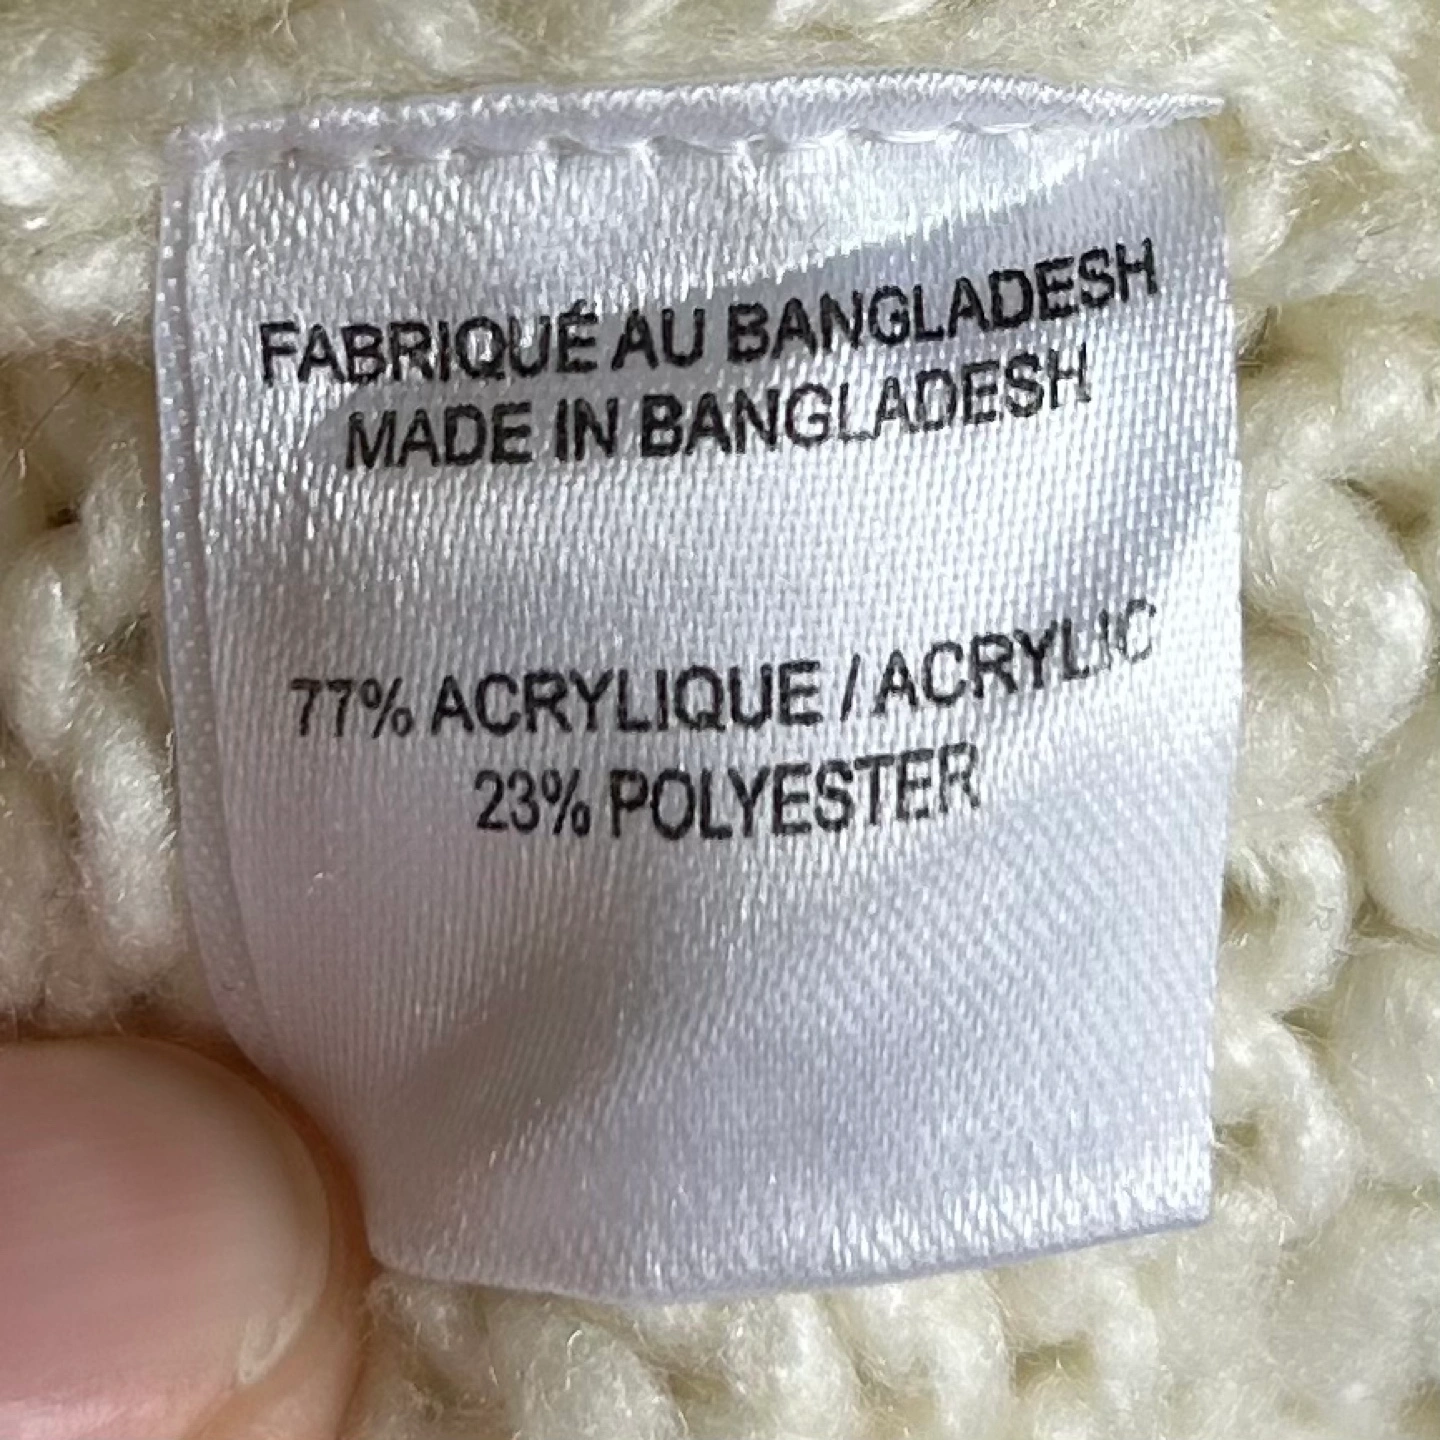 FABRIQUÉ AU BANGLADESH
MADE IN BANGLADESH
77% ACRYLIQUE / ACRYLIC
23% POLYESTER